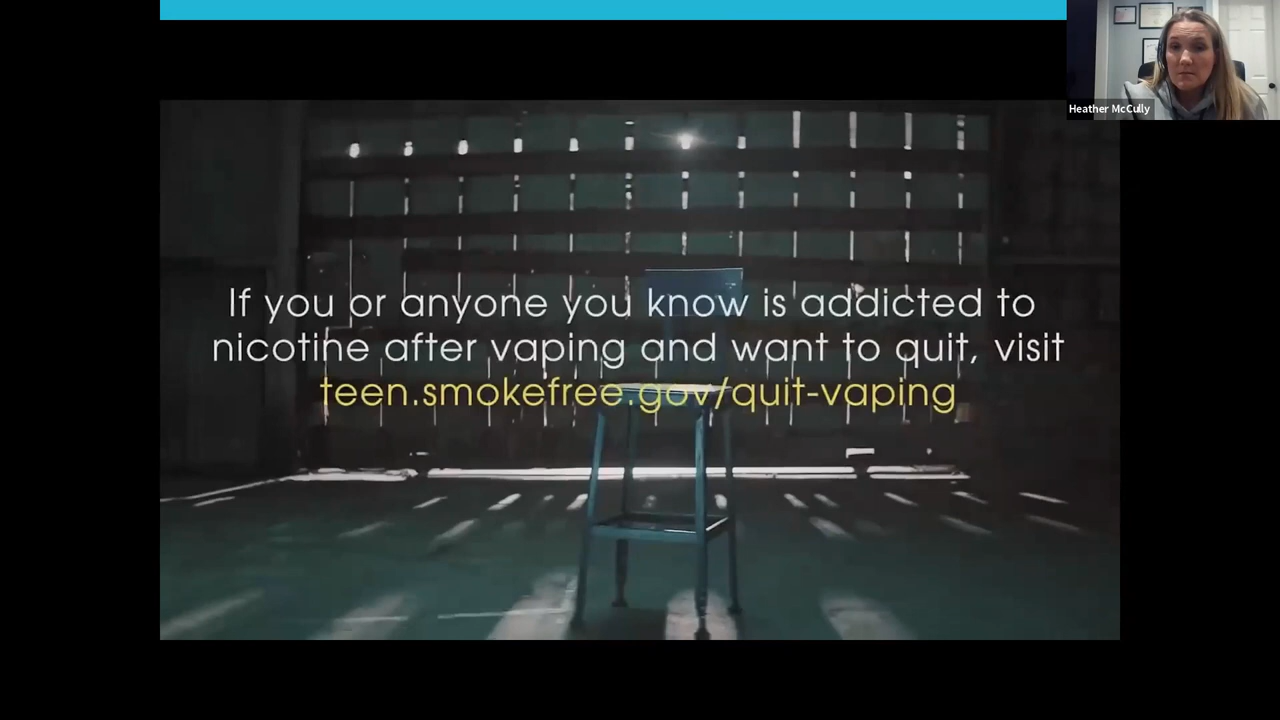 Heather McCully
If you or anyone you know is addicted to
nicotine after vaping and want to quit, visit
teen.smokefree.gov/quit-vaping